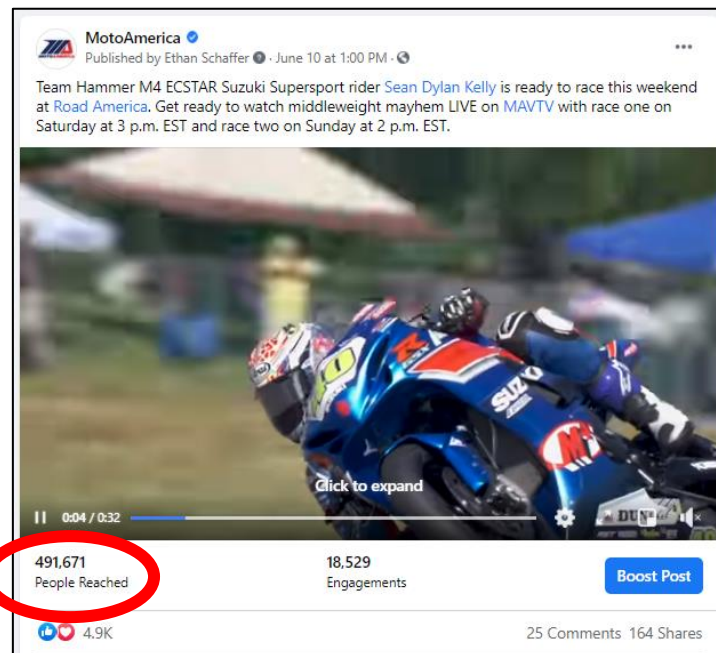 MotoAmerica
Published by Ethan Schaffer · June 10 at 1:00 PM ·
Team Hammer M4 ECSTAR Suzuki Supersport rider Sean Dylan Kelly is ready to race this weekend
at Road America. Get ready to watch middleweight mayhem LIVE on MAVTV with race one on
Saturday at 3 p.m. EST and race two on Sunday at 2 p.m. EST.
40
SUZUKI
M4
Click to expand
0:04 / 0:32
491,671
People Reached
18,529
Engagements
Boost Post
4.9K
25 Comments 164 Shares